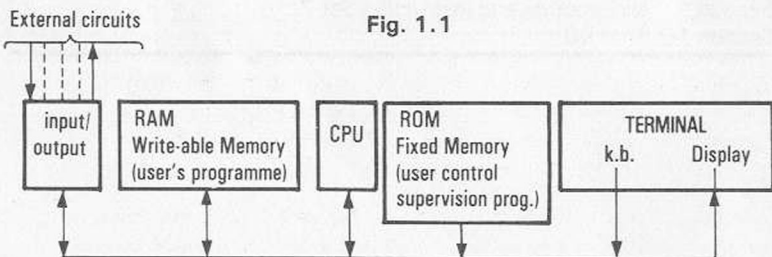 External circuits
Fig. 1.1
input/
output
RAM
Write-able Memory
(user's programme)
CPU
ROM
Fixed Memory
(user control
supervision prog.)
TERMINAL
k.b. Display